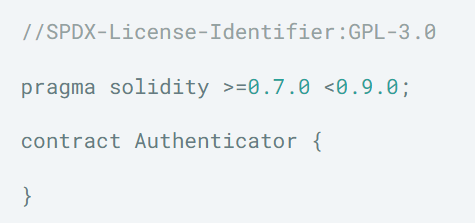 //SPDX-License-Identifier:GPL-3.0
pragma solidity >=0.7.0 <0.9.0;
contract Authenticator {
}